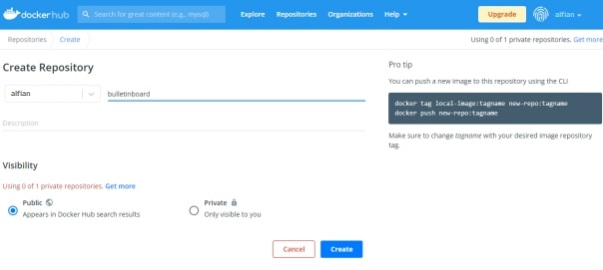 dockerhub
Search for great content (e.g., mysql)
Explore
Repositories
Organizations
Help
Upgrade
alfian
Repositories
Create
Using 0 of 1 private repositories. Get more
Create Repository
alfian
bulletinboard
Description
Visibility
Using 0 of 1 private repositories. Get more
Public
Appears in Docker Hub search results
Private
Only visible to you
Cancel
Create
Pro tip
You can push a new image to this repository using the CLI
docker tag local-image:tagname new-repo:tagname
docker push new-repo:tagname
Make sure to change tagname with your desired image repository
tag.